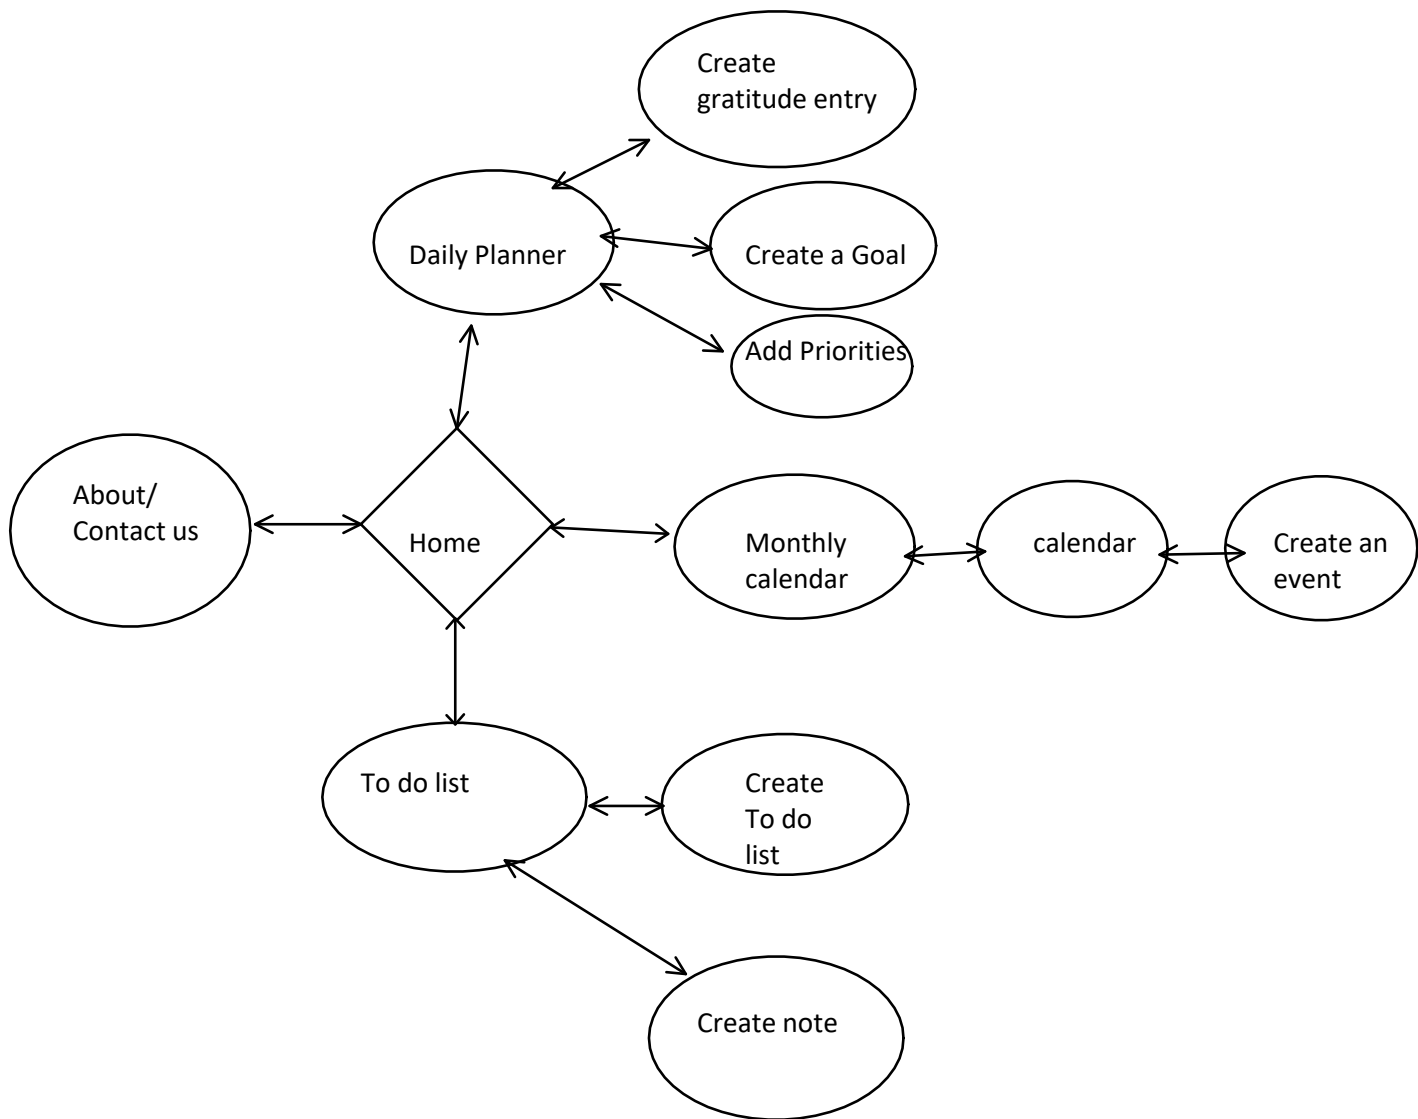 Create
gratitude entry
Daily Planner
Create a Goal
Add Priorities
About/
Contact us
Home
Monthly
calendar
calendar
Create an
event
To do list
Create
To do
list
Create note